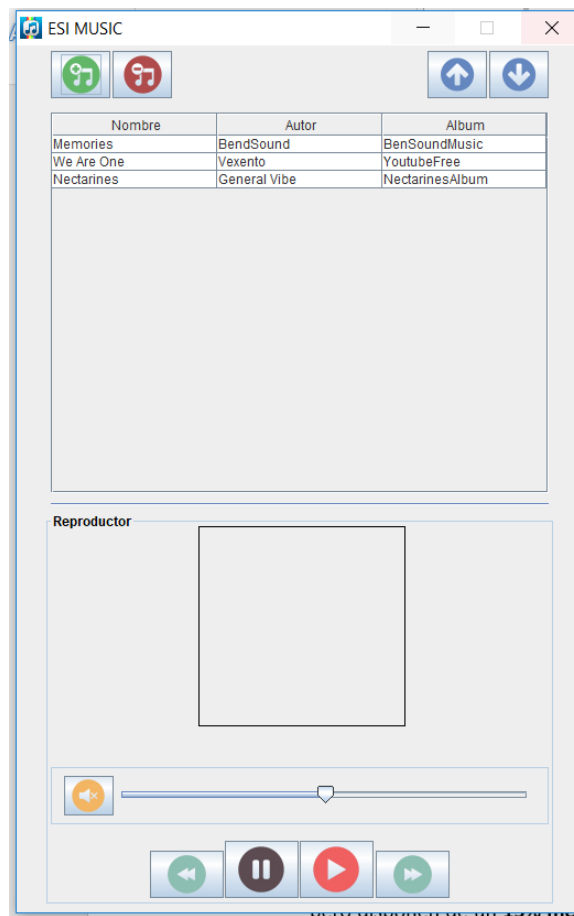 ESI MUSIC
Nombre Autor Album
Memories BendSound BenSoundMusic
We Are One Vexento YoutubeFree
Nectarines General Vibe NectarinesAlbum
Reproductor